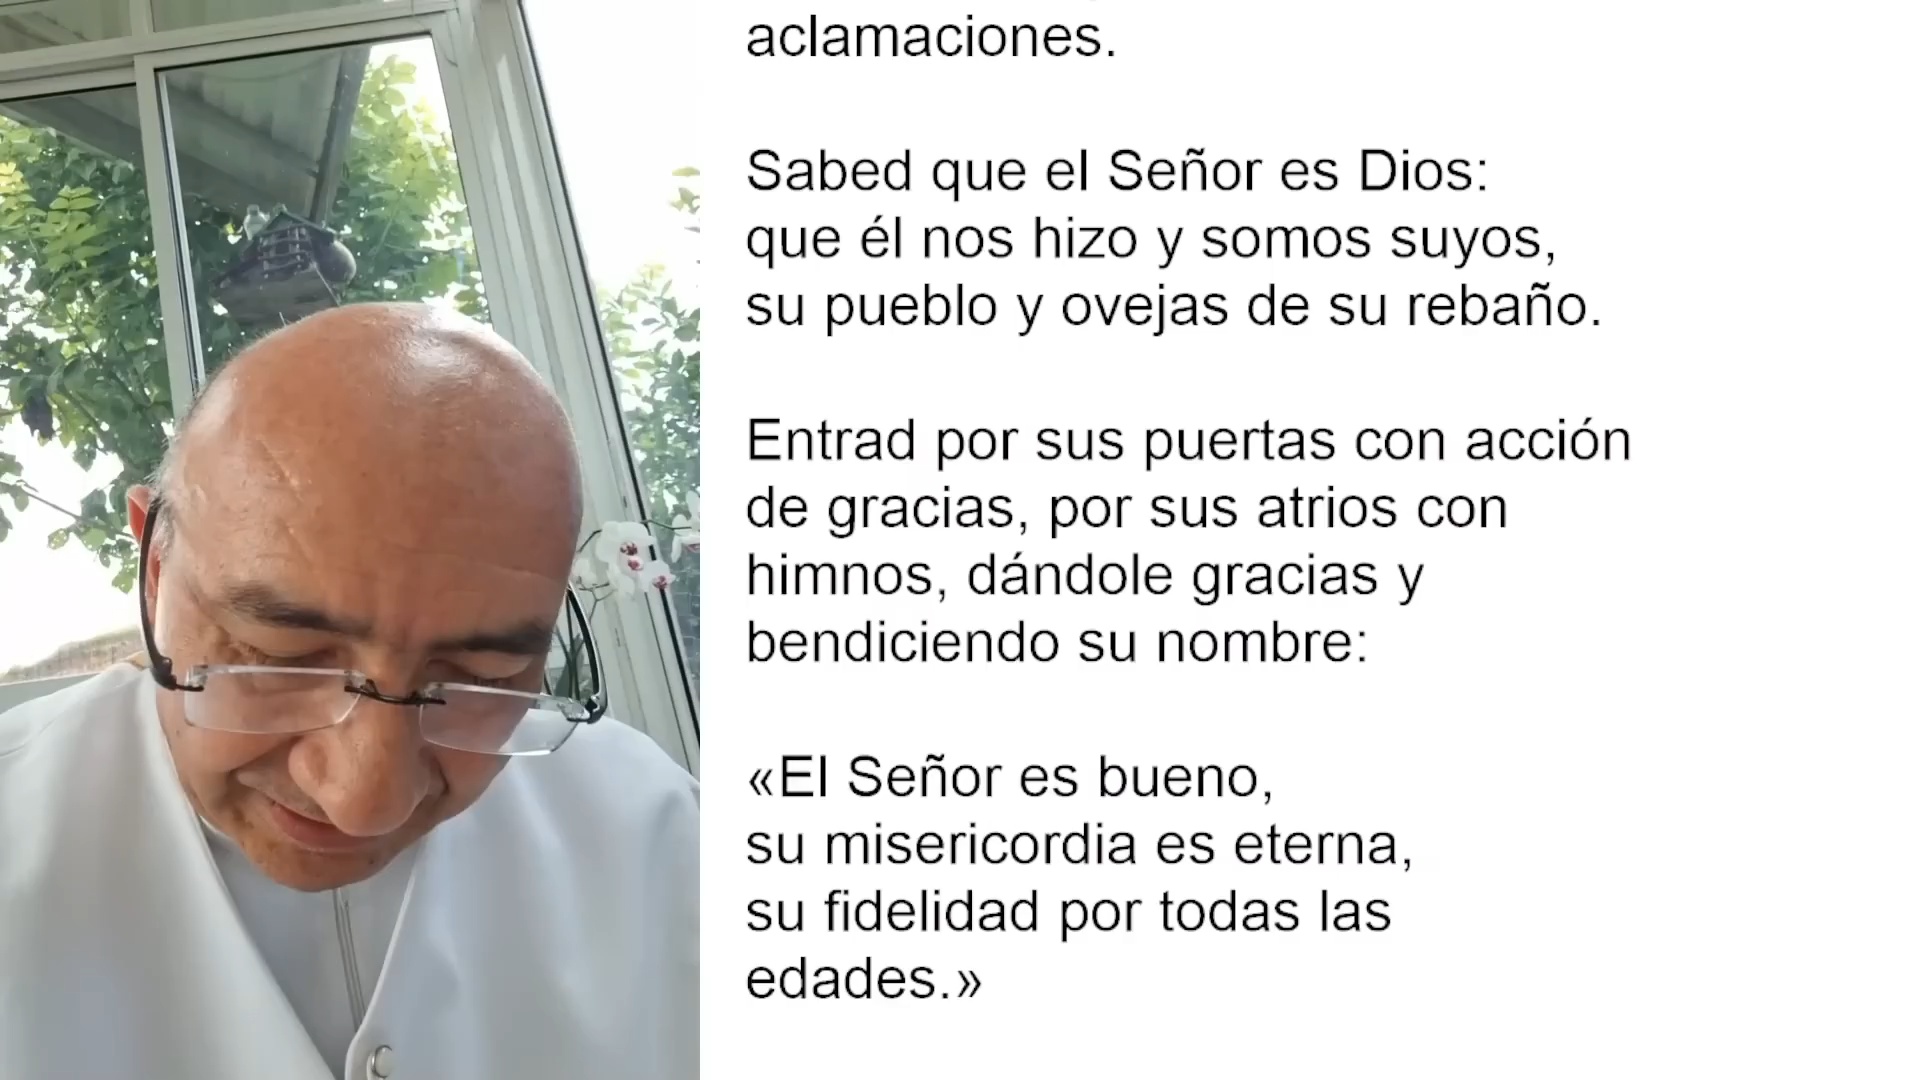 aclamaciones.
Sabed que el Señor es Dios:
que él nos hizo y somos suyos,
su pueblo y ovejas de su rebaño.
Entrad por sus puertas con acción
de gracias, por sus atrios con
himnos, dándole gracias y
bendiciendo su nombre:
«El Señor es bueno,
su misericordia es eterna,
su fidelidad por todas las
edades.»